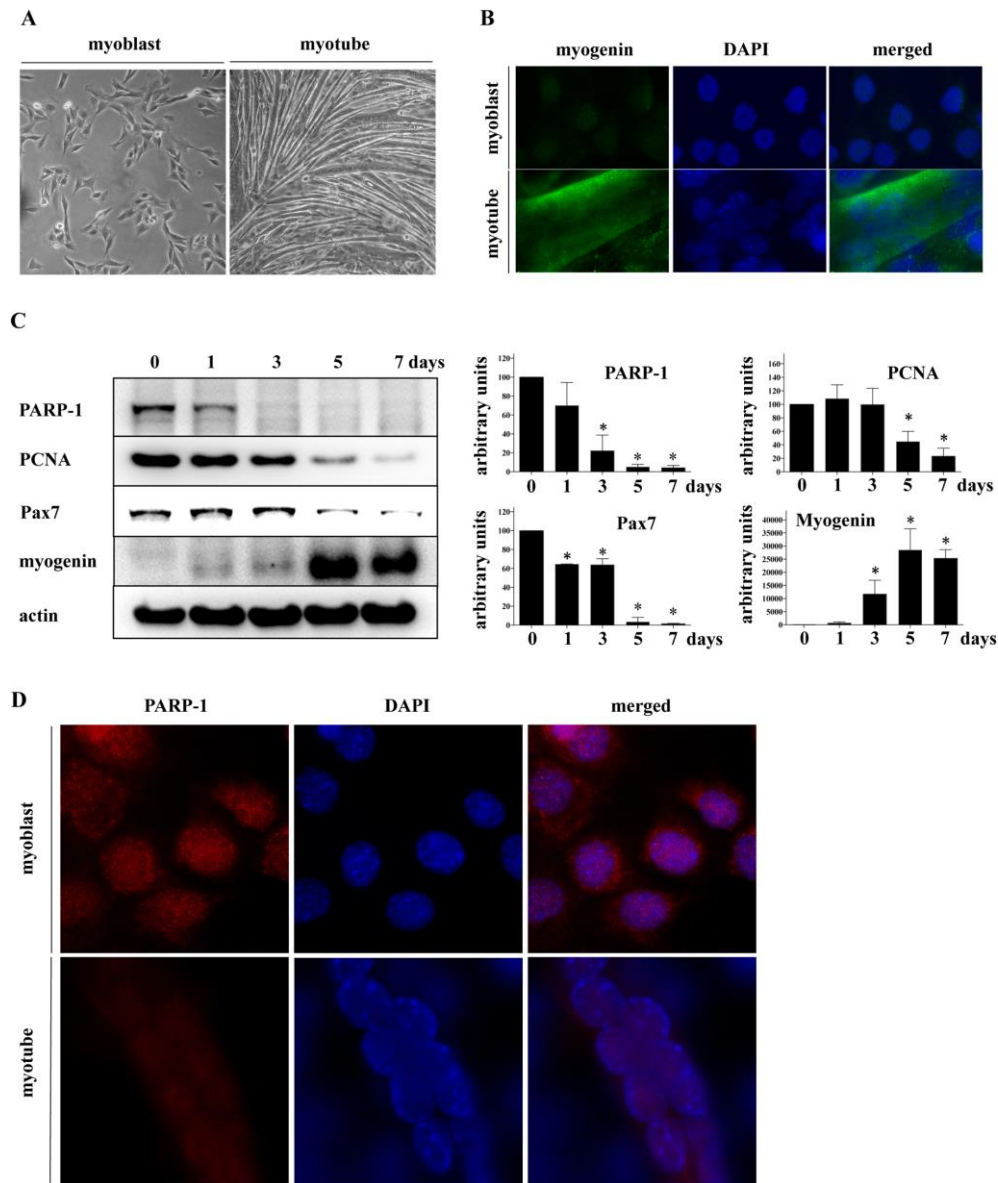 A
myoblast myotube
B
myogenin DAPI merged
myoblast
myotube
C
0 1 3 5 7 days
PARP-1
PCNA
Pax7
myogenin
actin
PARP-1
arbitrary units
120
100
80
60
40
20
0
0 1 3 5 7 days
* * *
PCNA
arbitrary units
160
140
120
100
80
60
40
20
0
0 1 3 5 7 days
* *
Pax7
arbitrary units
120
100
80
60
40
20
0
0 1 3 5 7 days
* * * *
Myogenin
arbitrary units
40000
35000
30000
25000
20000
15000
10000
5000
0
0 1 3 5 7 days
* * *
D
PARP-1 DAPI merged
myoblast
myotube